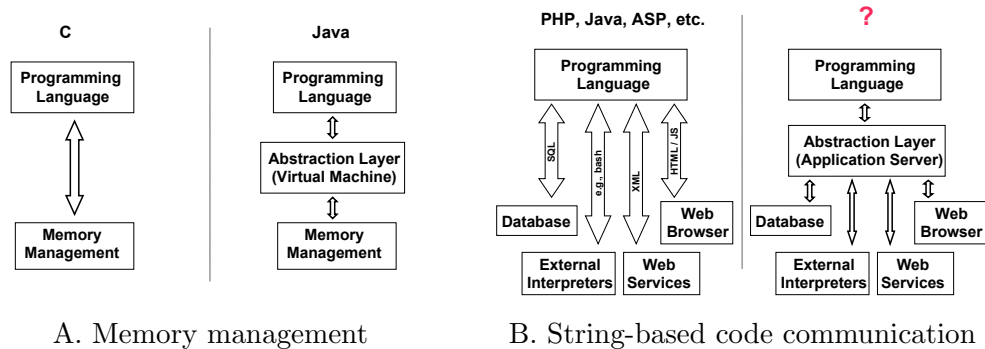 C
Programming
Language
Memory
Management
Java
Programming
Language
Abstraction Layer
(Virtual Machine)
Memory
Management
A. Memory management
PHP, Java, ASP, etc.
Programming
Language
SQL
e.g., bash
XML
HTML / JS
Database
Web
Browser
External
Interpreters
Web
Services
?
Programming
Language
Abstraction Layer
(Application Server)
Database
Web
Browser
External
Interpreters
Web
Services
B. String-based code communication